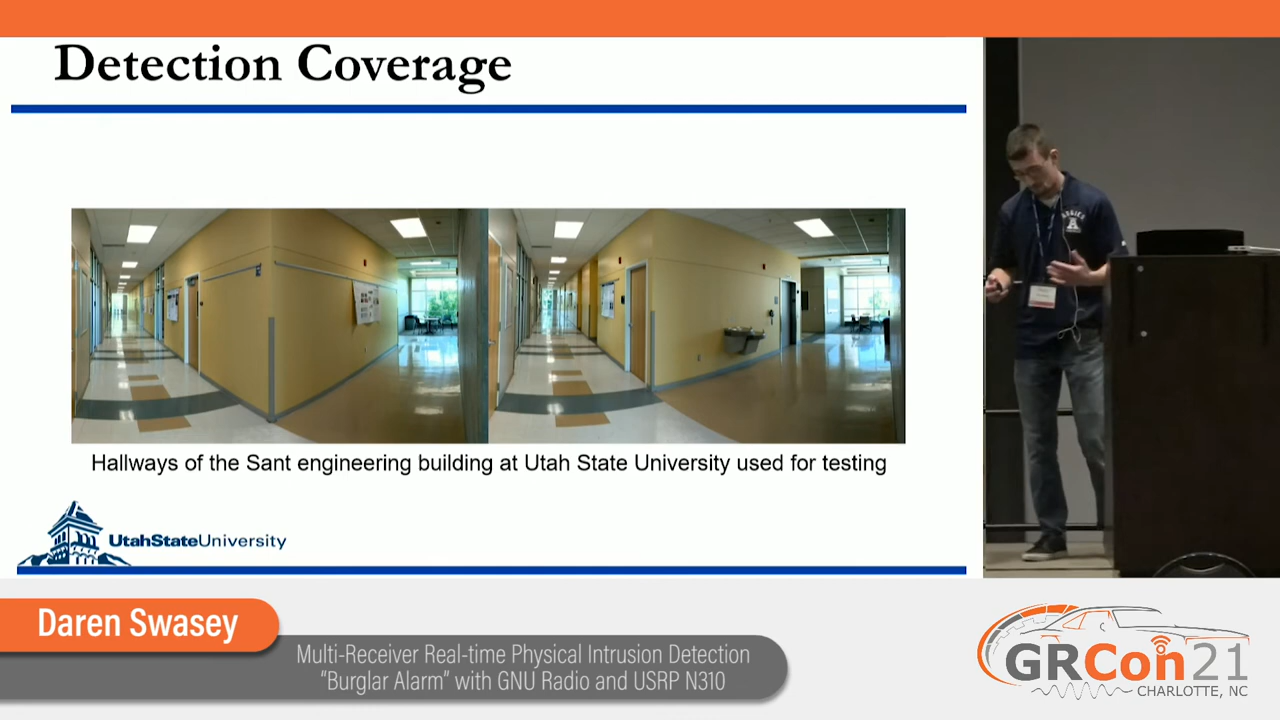 Detection Coverage
Hallways of the Sant engineering building at Utah State University used for testing
UtahStateUniversity
AGGIES
A
Daren Swasey
Multi-Receiver Real-time Physical Intrusion Detection
"Burglar Alarm" with GNU Radio and USRP N310
GRCon21
CHARLOTTE, NC